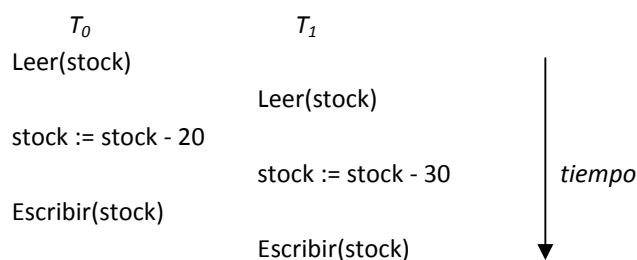 T0 T1
Leer(stock)
Leer(stock)
stock := stock - 20
stock := stock - 30 tiempo
Escribir(stock)
Escribir(stock)